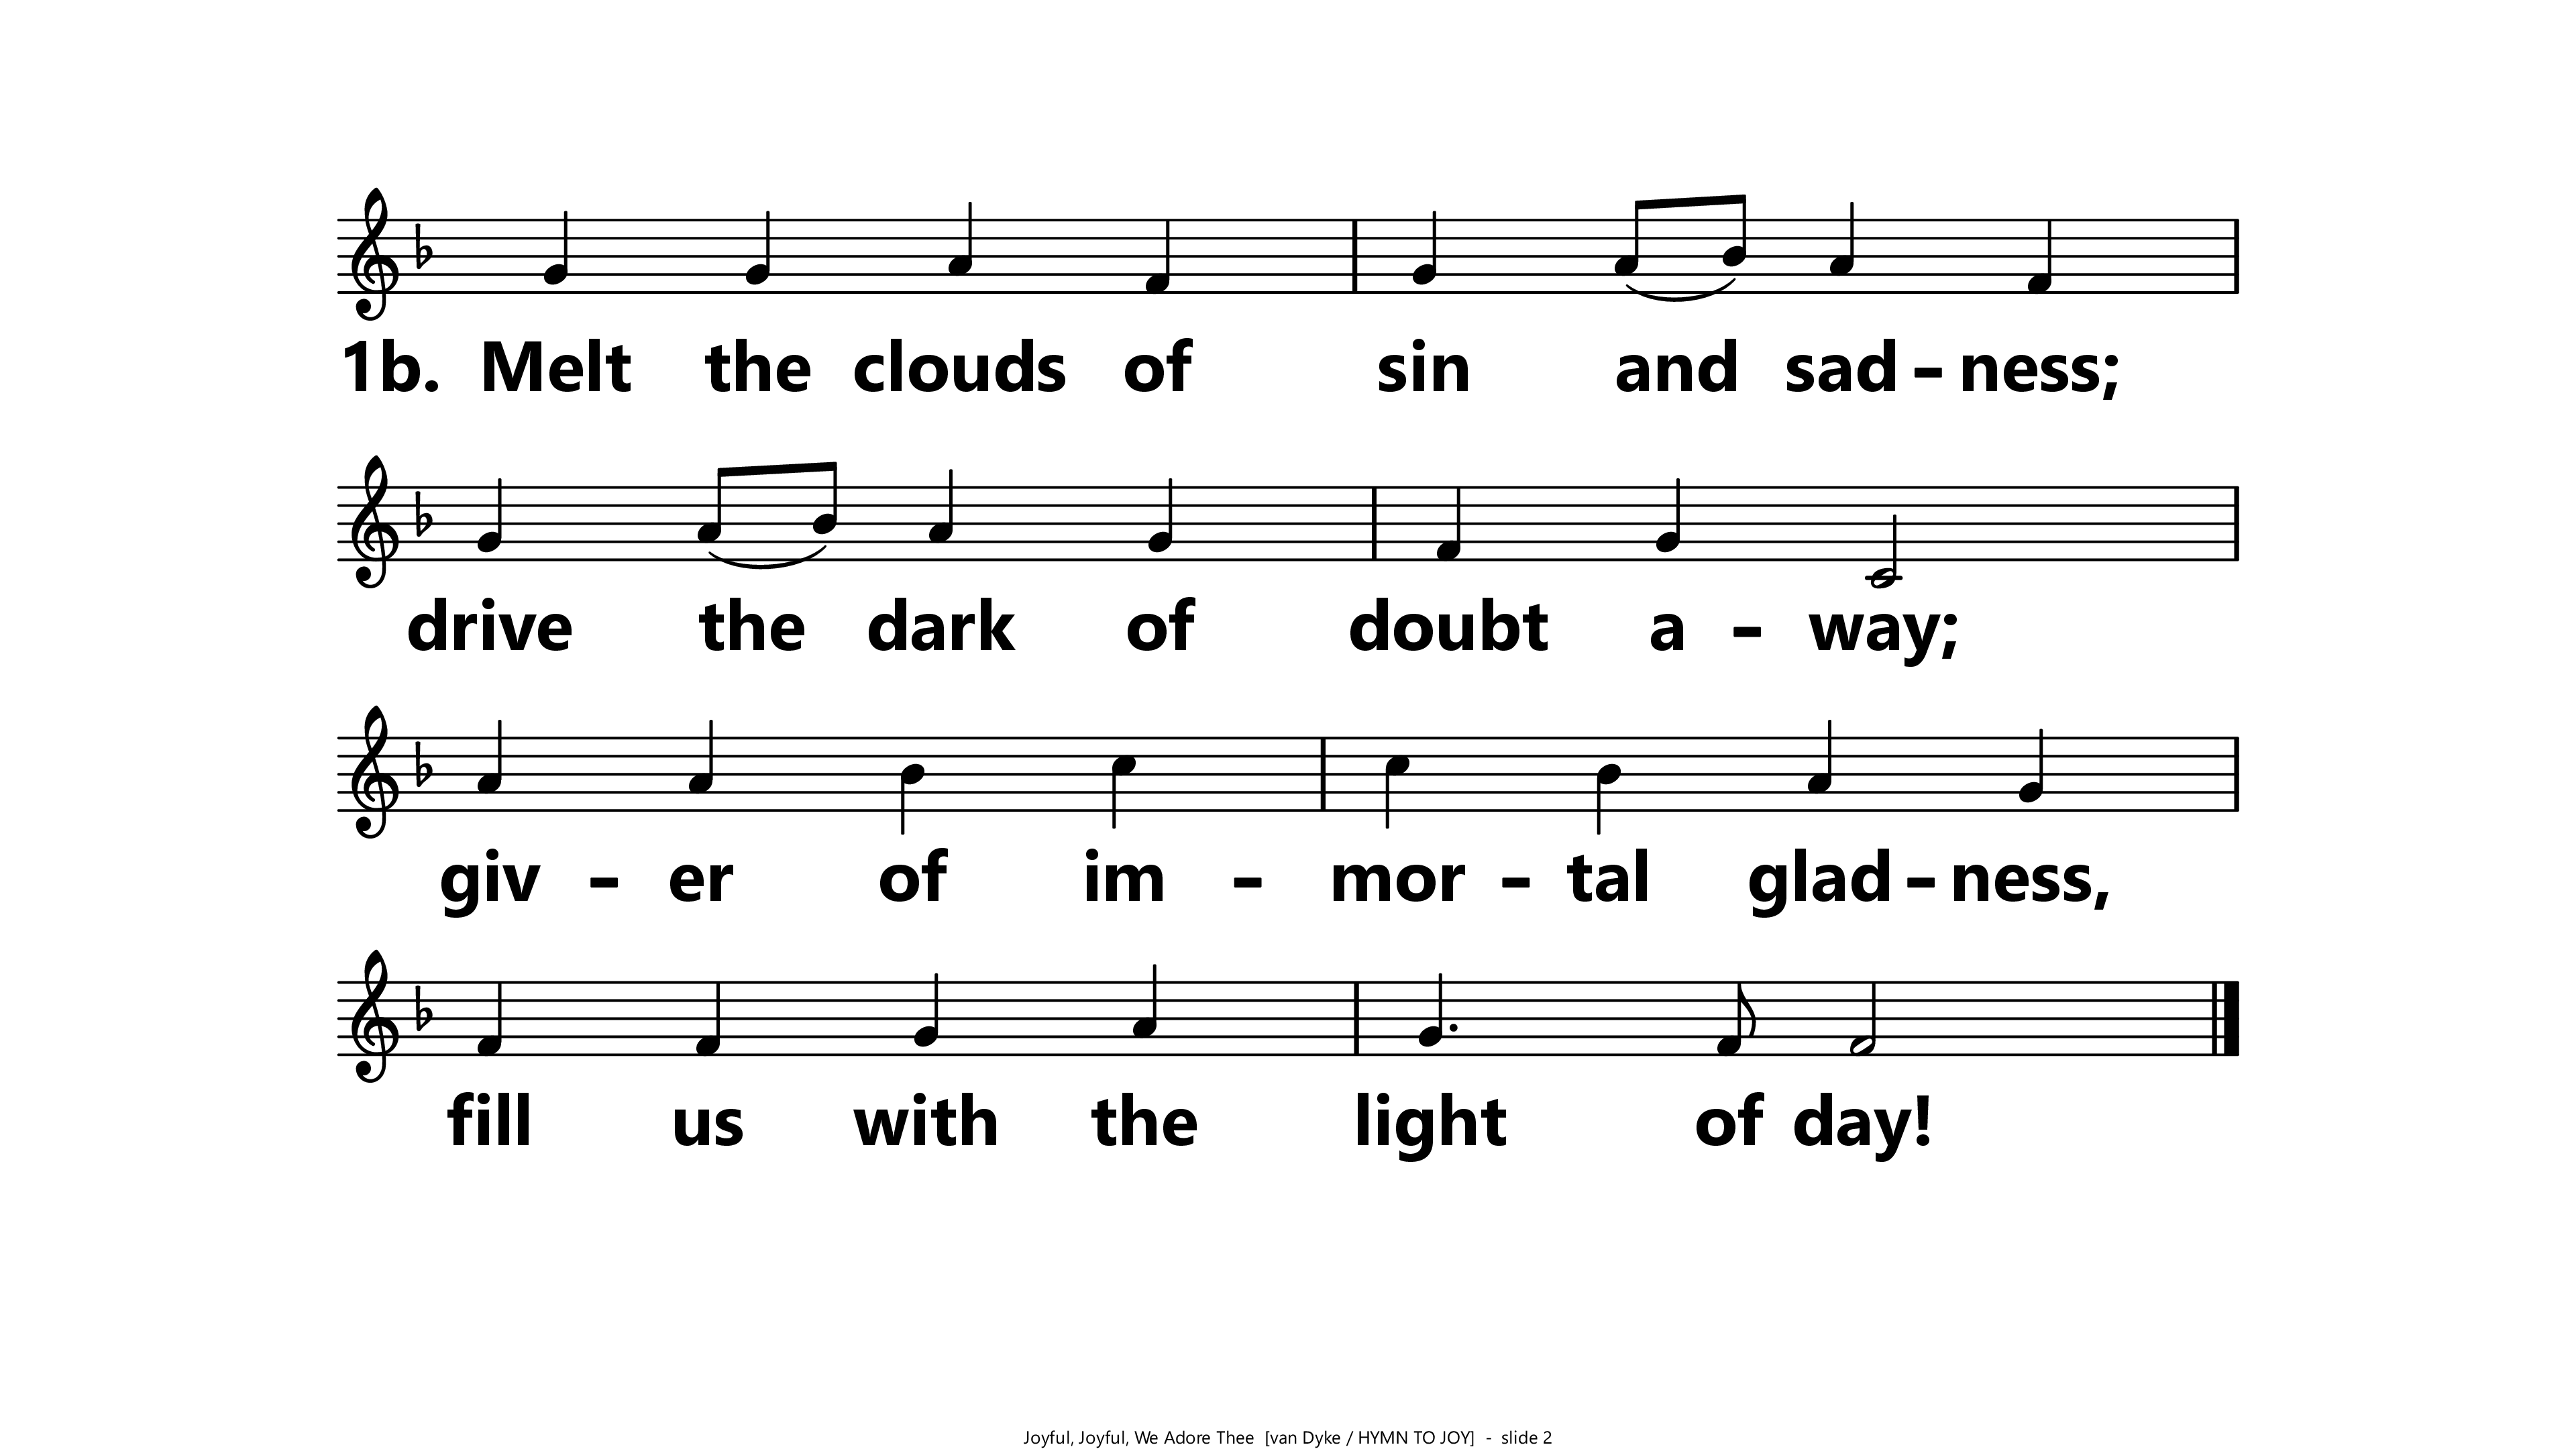 1b. Melt the clouds of sin and sad - ness;
drive the dark of doubt a - way;
giv - er of im - mor - tal glad - ness,
fill us with the light of day!
Joyful, Joyful, We Adore Thee [van Dyke / HYMN TO JOY] - slide 2